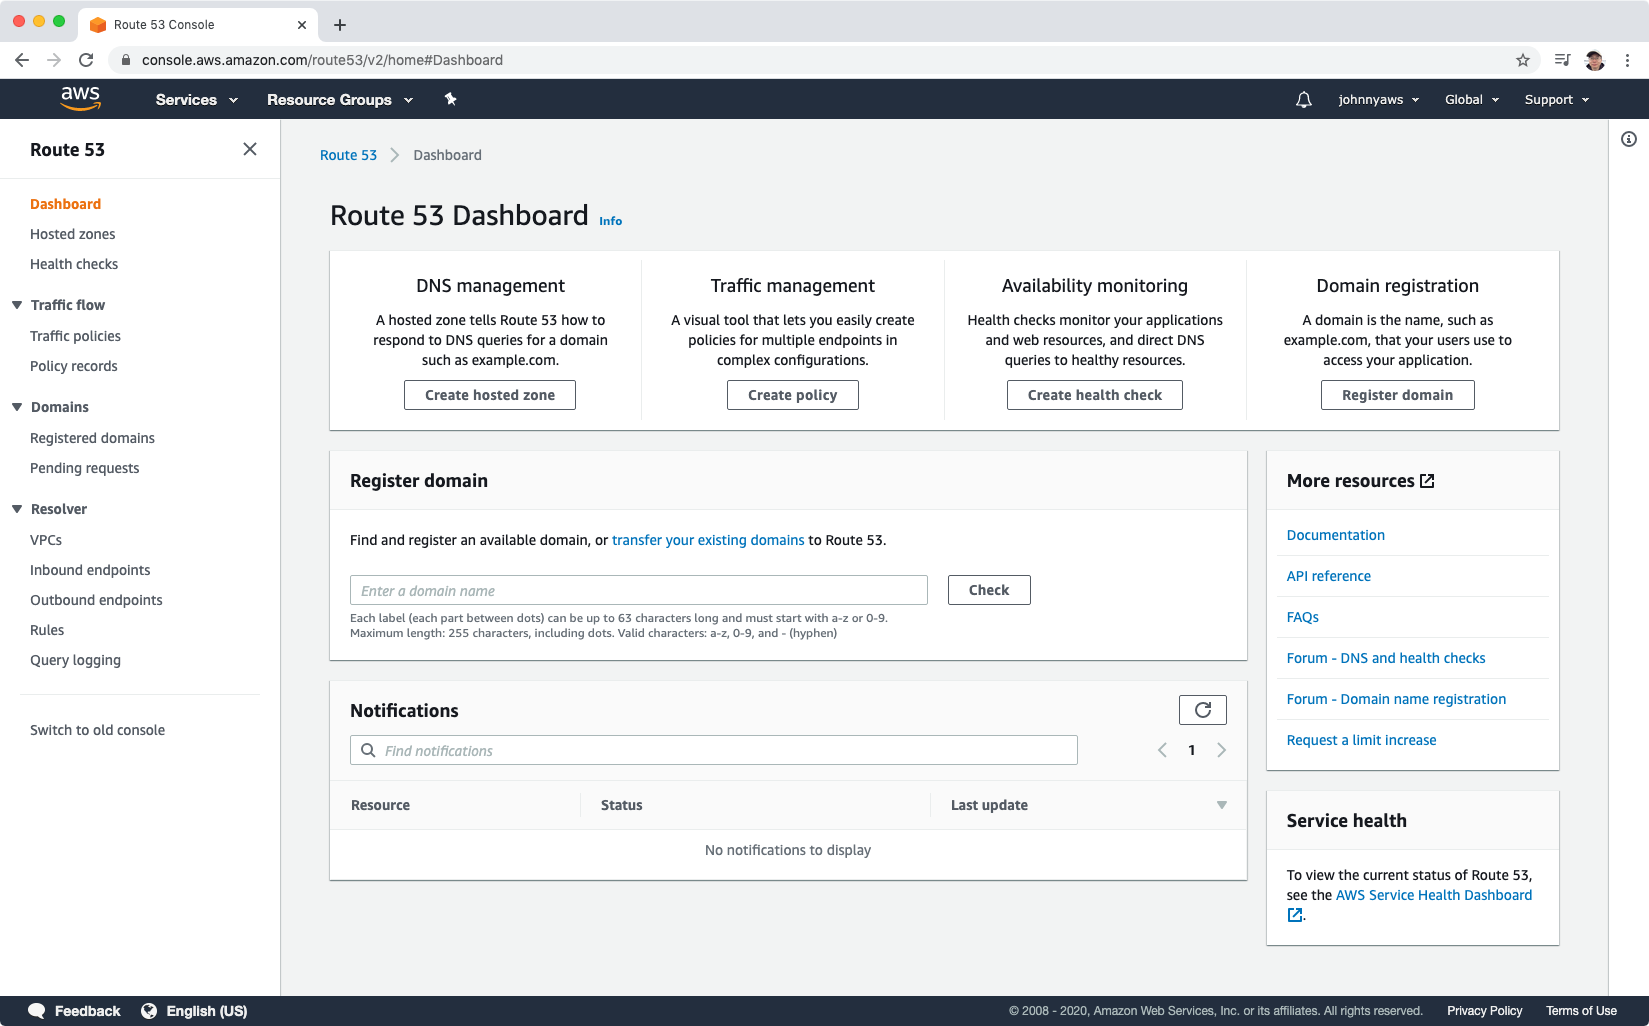 Route 53 Console
console.aws.amazon.com/route53/v2/home#Dashboard
aws
Services
Resource Groups
johnnyaws
Global
Support
Route 53
Dashboard
Hosted zones
Health checks
Traffic flow
Traffic policies
Policy records
Domains
Registered domains
Pending requests
Resolver
VPCs
Inbound endpoints
Outbound endpoints
Rules
Query logging
Switch to old console
Route 53
Dashboard
Route 53 Dashboard Info
DNS management
A hosted zone tells Route 53 how to
respond to DNS queries for a domain
such as example.com.
Create hosted zone
Traffic management
A visual tool that lets you easily create
policies for multiple endpoints in
complex configurations.
Create policy
Availability monitoring
Health checks monitor your applications
and web resources, and direct DNS
queries to healthy resources.
Create health check
Domain registration
A domain is the name, such as
example.com, that your users use to
access your application.
Register domain
Register domain
Find and register an available domain, or transfer your existing domains to Route 53.
Enter a domain name
Check
Each label (each part between dots) can be up to 63 characters long and must start with a-z or 0-9.
Maximum length: 255 characters, including dots. Valid characters: a-z, 0-9, and - (hyphen)
Notifications
Find notifications
1
Resource
Status
Last update
No notifications to display
More resources
Documentation
API reference
FAQs
Forum - DNS and health checks
Forum - Domain name registration
Request a limit increase
Service health
To view the current status of Route 53,
see the AWS Service Health Dashboard
.
Feedback
English (US)
© 2008 - 2020, Amazon Web Services, Inc. or its affiliates. All rights reserved.
Privacy Policy
Terms of Use